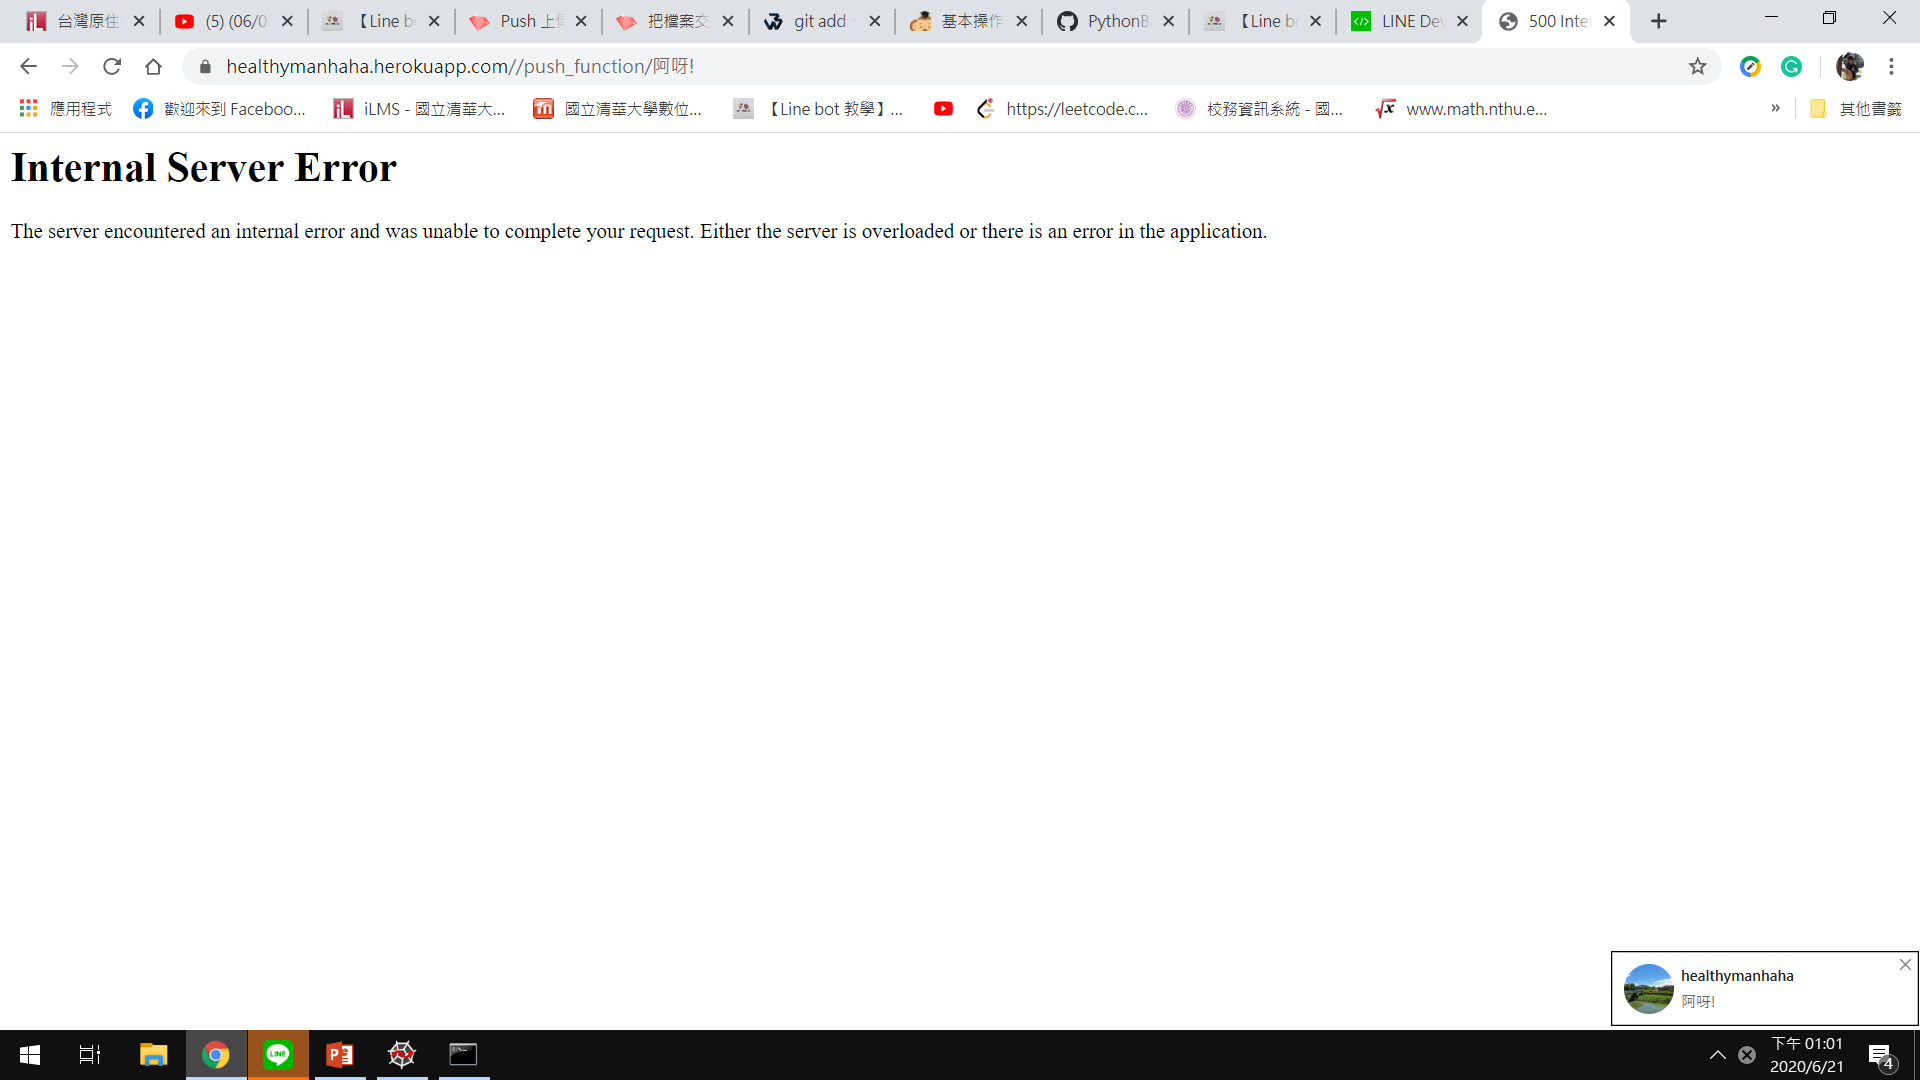 台灣原住
(5) (06/0
【Line bo
Push 上傳
把檔案交
git add
基本操作
PythonB
【Line bo
LINE Dev
500 Inte
healthymanhaha.herokuapp.com//push_function/阿呀!
應用程式
歡迎來到 Faceboo...
iLMS - 國立清華大...
國立清華大學數位...
【Line bot 教學】...
https://leetcode.c...
校務資訊系統 - 國...
www.math.nthu.e...
»
其他書籤
Internal Server Error
The server encountered an internal error and was unable to complete your request. Either the server is overloaded or there is an error in the application.
healthymanhaha
阿呀!
下午 01:01
2020/6/21
4